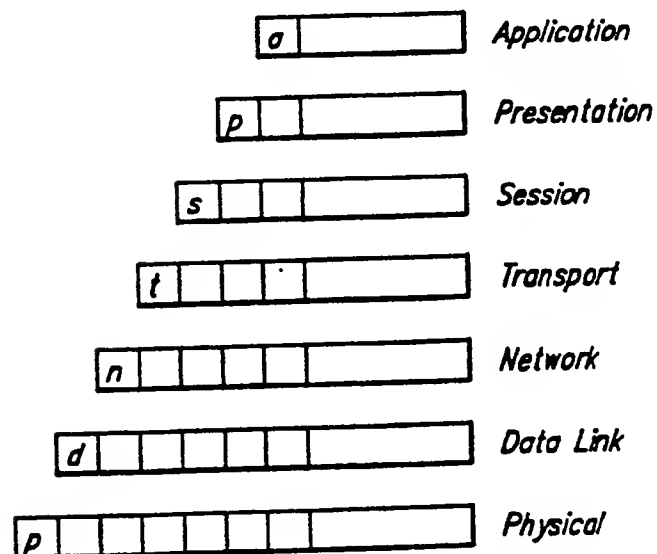 a Application
p Presentation
s Session
t Transport
n Network
d Data Link
p Physical